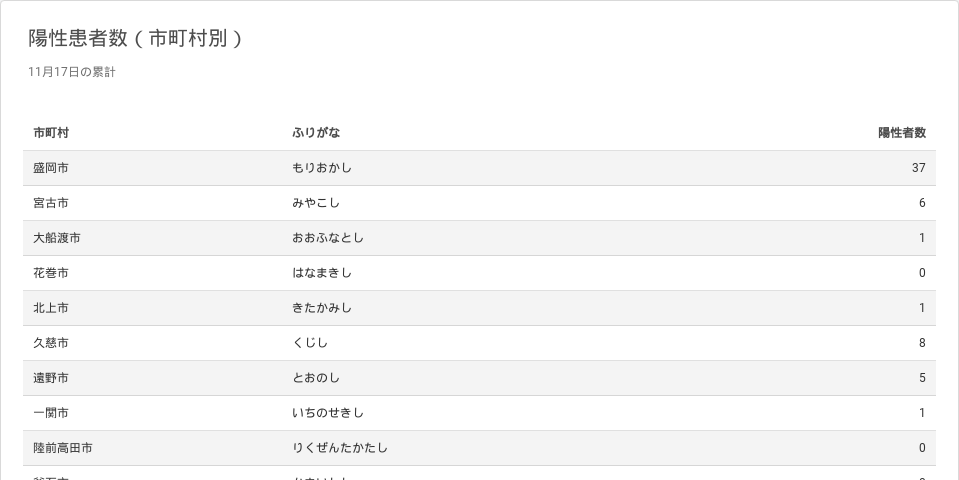 陽性患者数（市町村別）
11月17日の累計
市町村 ふりがな 陽性者数
盛岡市 もりおかし 37
宮古市 みやこし 6
大船渡市 おおふなとし 1
花巻市 はなまきし 0
北上市 きたかみし 1
久慈市 くじし 8
遠野市 とおのし 5
一関市 いちのせきし 1
陸前高田市 りくぜんたかたし 0